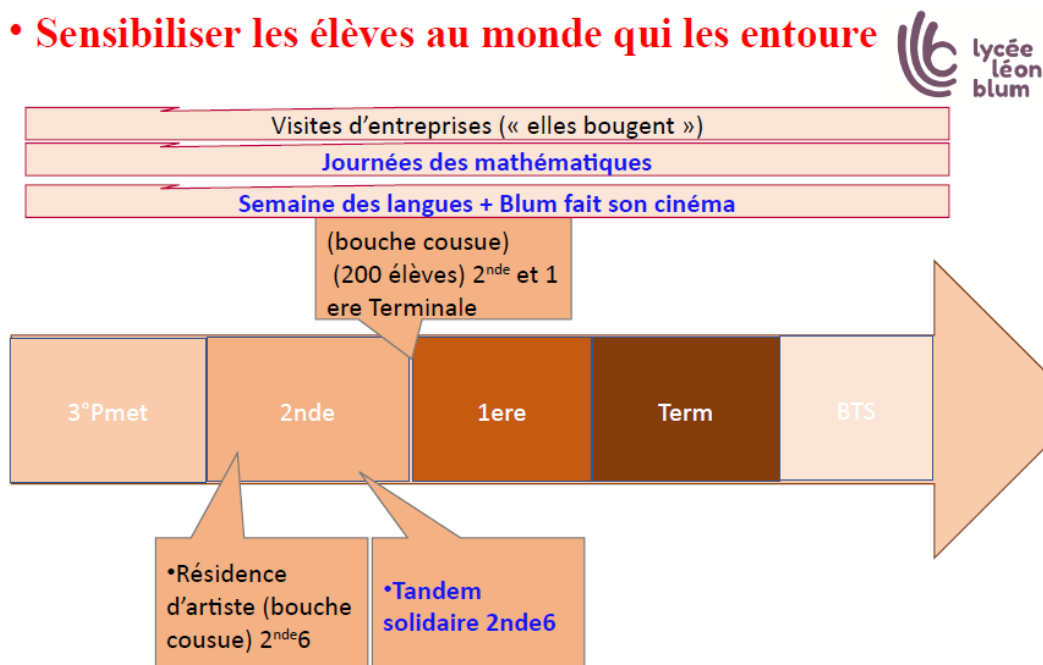 • Sensibiliser les élèves au monde qui les entoure
lycée
léon
blum
Visites d'entreprises (« elles bougent »)
Journées des mathématiques
Semaine des langues + Blum fait son cinéma
(bouche cousue)
(200 élèves) 2nde et 1
ere Terminale
3°Pmet
2nde
1ere
Term
BTS
•Résidence
d'artiste (bouche
cousue) 2nde6
•Tandem
solidaire 2nde6